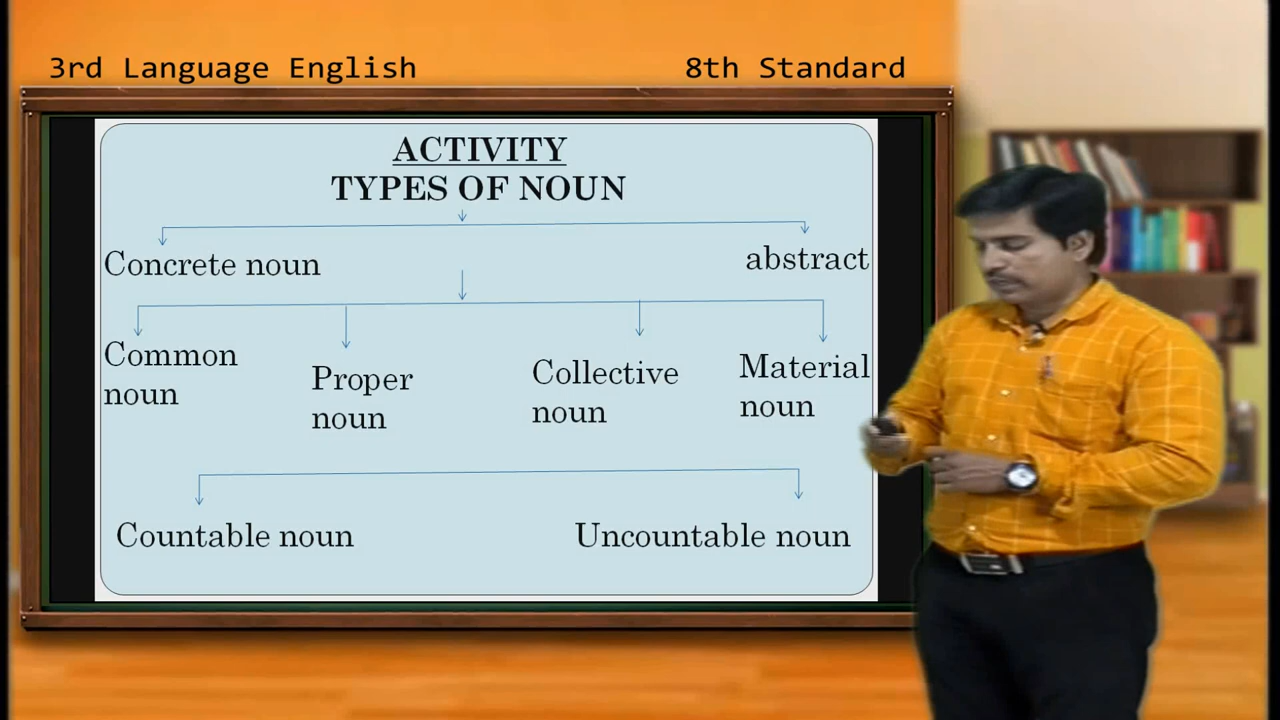 3rd Language English
8th Standard
ACTIVITY
TYPES OF NOUN
Concrete noun
abstract
Common
noun
Proper
noun
Collective
noun
Material
noun
Countable noun
Uncountable noun